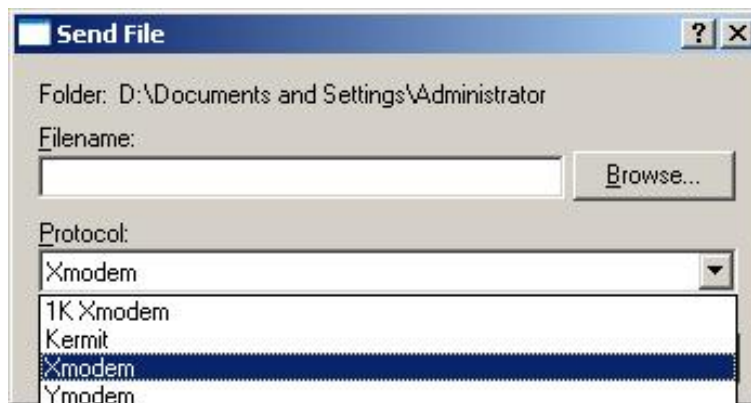 Send File
Folder: D:\Documents and Settings\Administrator
Filename:
Browse...
Protocol:
Xmodem
1K Xmodem
Kermit
Xmodem
Ymodem